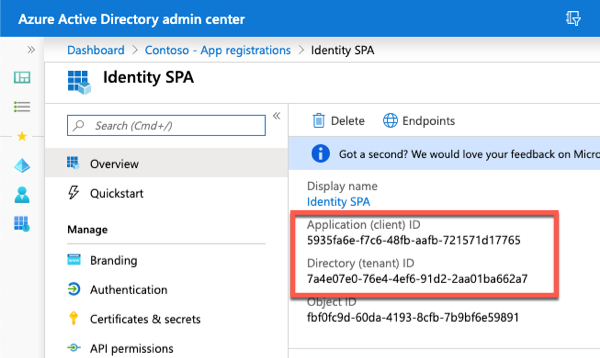 Azure Active Directory admin center
Dashboard > Contoso - App registrations > Identity SPA
Identity SPA
Search (Cmd+/)
Overview
Quickstart
Manage
Branding
Authentication
Certificates & secrets
API permissions
Delete Endpoints
Got a second? We would love your feedback on Micro
Display name
Identity SPA
Application (client) ID
5935fa6e-f7c6-48fb-aafb-721571d17765
Directory (tenant) ID
7a4e07e0-76e4-4ef6-91d2-2aa01ba662a7
Object ID
fbf0fc9d-60da-4193-8cfb-7b9bf6e59891